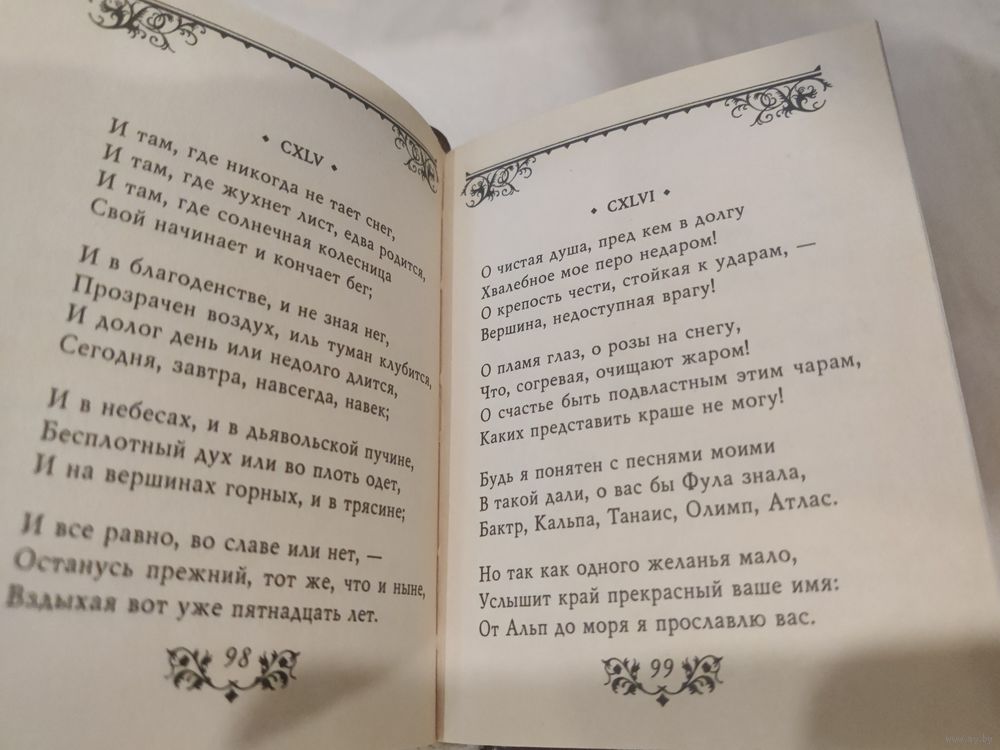 • CXLV •
И там, где никогда не тает снег,
И там, где жухнет лист, едва родится,
И там, где солнечная колесница
Свой начинает и кончает бег;
И в благоденстве, и не зная нег,
Прозрачен воздух, иль туман клубится,
И долог день или недолго длится,
Сегодня, завтра, навсегда, навек;
И в небесах, и в дьявольской пучине,
Бесплотный дух или во плоть одет,
И на вершинах горных, и в трясине;
И все равно, во славе или нет, —
Останусь прежний, тот же, что и ныне,
Вздыхая вот уже пятнадцать лет.
98
• CXLVI •
О чистая душа, пред кем в долгу
Хвалебное мое перо недаром!
О крепость чести, стойкая к ударам, —
Вершина, недоступная врагу!
О пламя глаз, о розы на снегу,
Что, согревая, очищают жаром!
О счастье быть подвластным этим чарам,
Каких представить краше не могу!
Будь я понятен с песнями моими
В такой дали, о вас бы Фула знала,
Бактр, Кальпа, Танаис, Олимп, Атлас.
Но так как одного желанья мало,
Услышит край прекрасный ваше имя:
От Альп до моря я прославлю вас.
99
www.ay.by